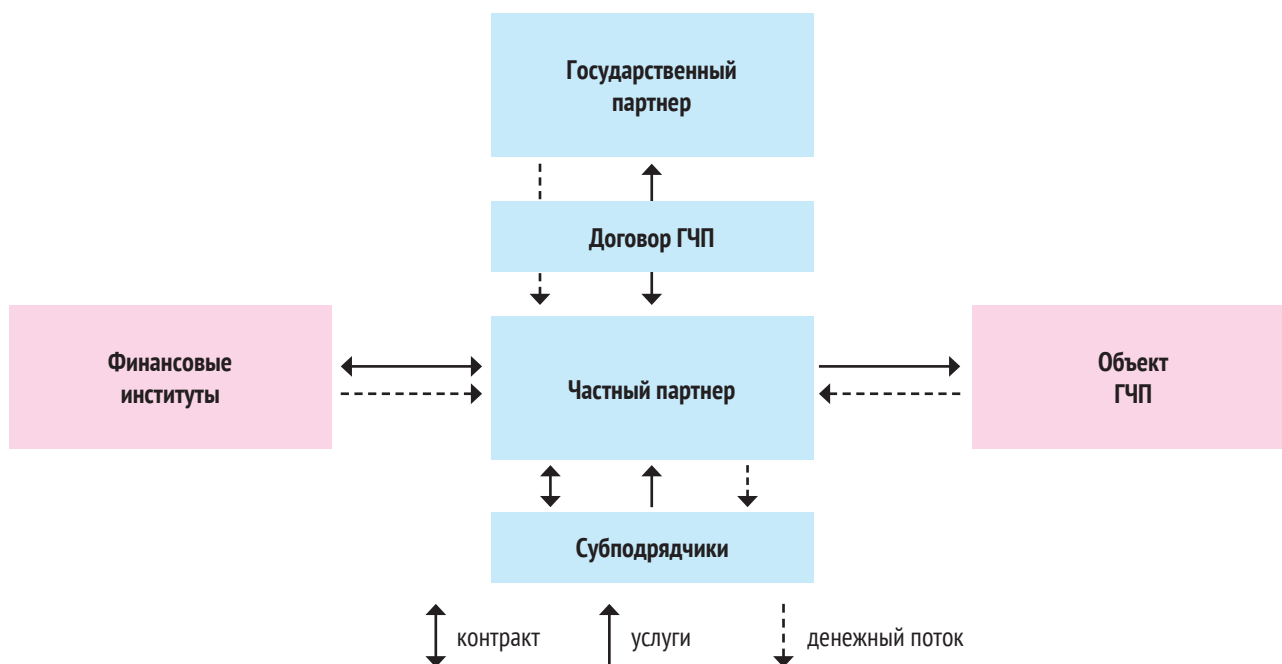 Государственный
партнер
Договор ГЧП
Финансовые
институты
Частный партнер
Объект
ГЧП
Субподрядчики
контракт
услуги
денежный поток